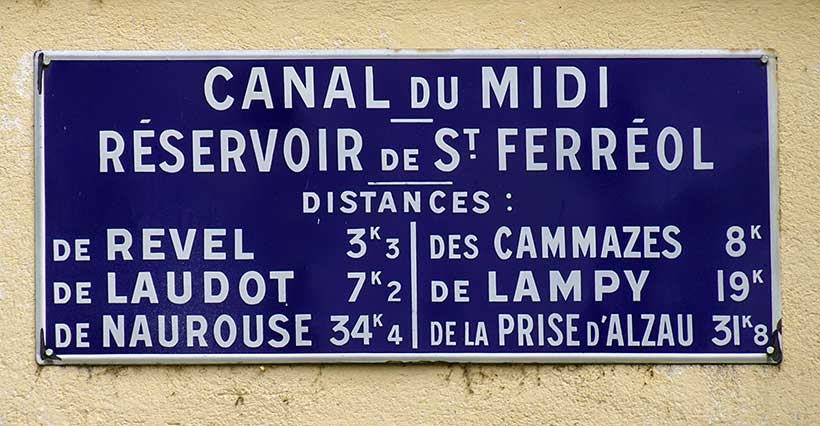 CANAL DU MIDI
RÉSERVOIR DE ST FERRÉOL
DISTANCES :
DE REVEL 3K3
DE LAUDOT 7K2
DE NAUROUSE 34K4
DES CAMMAZES 8K
DE LAMPY 19K
DE LA PRISE D'ALZAU 31K8